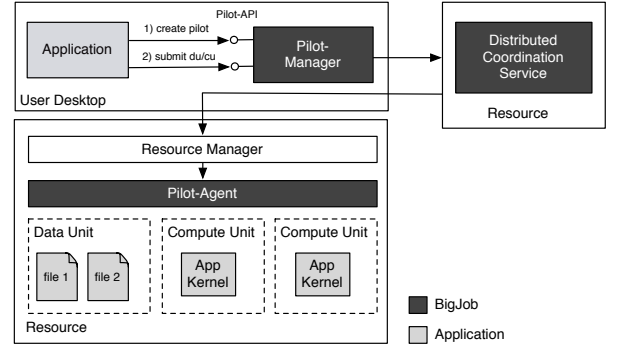 Pilot-API
1) create pilot
2) submit du/cu
Application
Pilot-
Manager
User Desktop
Distributed
Coordination
Service
Resource
Resource Manager
Pilot-Agent
Data Unit
file 1
file 2
Compute Unit
App
Kernel
Compute Unit
App
Kernel
Resource
BigJob
Application